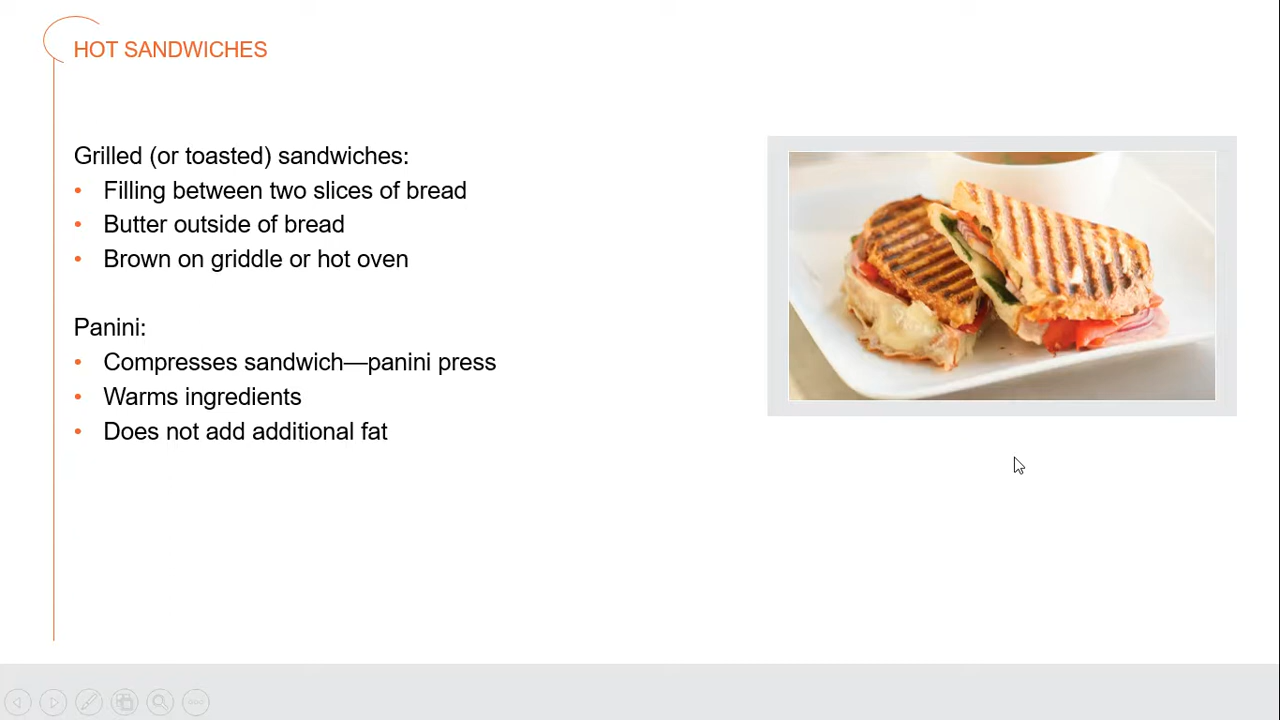 HOT SANDWICHES
Grilled (or toasted) sandwiches:
• Filling between two slices of bread
• Butter outside of bread
• Brown on griddle or hot oven
Panini:
• Compresses sandwich—panini press
• Warms ingredients
• Does not add additional fat